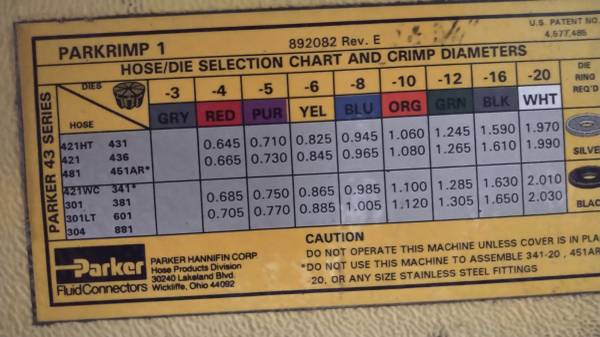 U.S. PATENT NO.
4,577,485
PARKRIMP 1 892082 Rev. E
HOSE/DIE SELECTION CHART AND CRIMP DIAMETERS
PARKER 43 SERIES
DIES -3 -4 -5 -6 -8 -10 -12 -16 -20 DIE RING REQ'D
HOSE GRY RED PUR YEL BLU ORG GRN BLK WHT
421HT 431 0.645 0.710 0.825 0.945 1.060 1.245 1.590 1.970
421 436 0.665 0.730 0.845 0.965 1.080 1.265 1.610 1.990
481 451AR* SILVE
421WC 341*
301 381 0.685 0.750 0.865 0.985 1.100 1.285 1.630 2.010
301LT 601 0.705 0.770 0.885 1.005 1.120 1.305 1.650 2.030
304 881 BLAC
CAUTION
DO NOT OPERATE THIS MACHINE UNLESS COVER IS IN PLA
*DO NOT USE THIS MACHINE TO ASSEMBLE 341-20, 451AR
-20, OR ANY SIZE STAINLESS STEEL FITTINGS
Parker
FluidConnectors
PARKER HANNIFIN CORP
Hose Products Division
30240 Lakeland Blvd.
Wickliffe, Ohio 44092